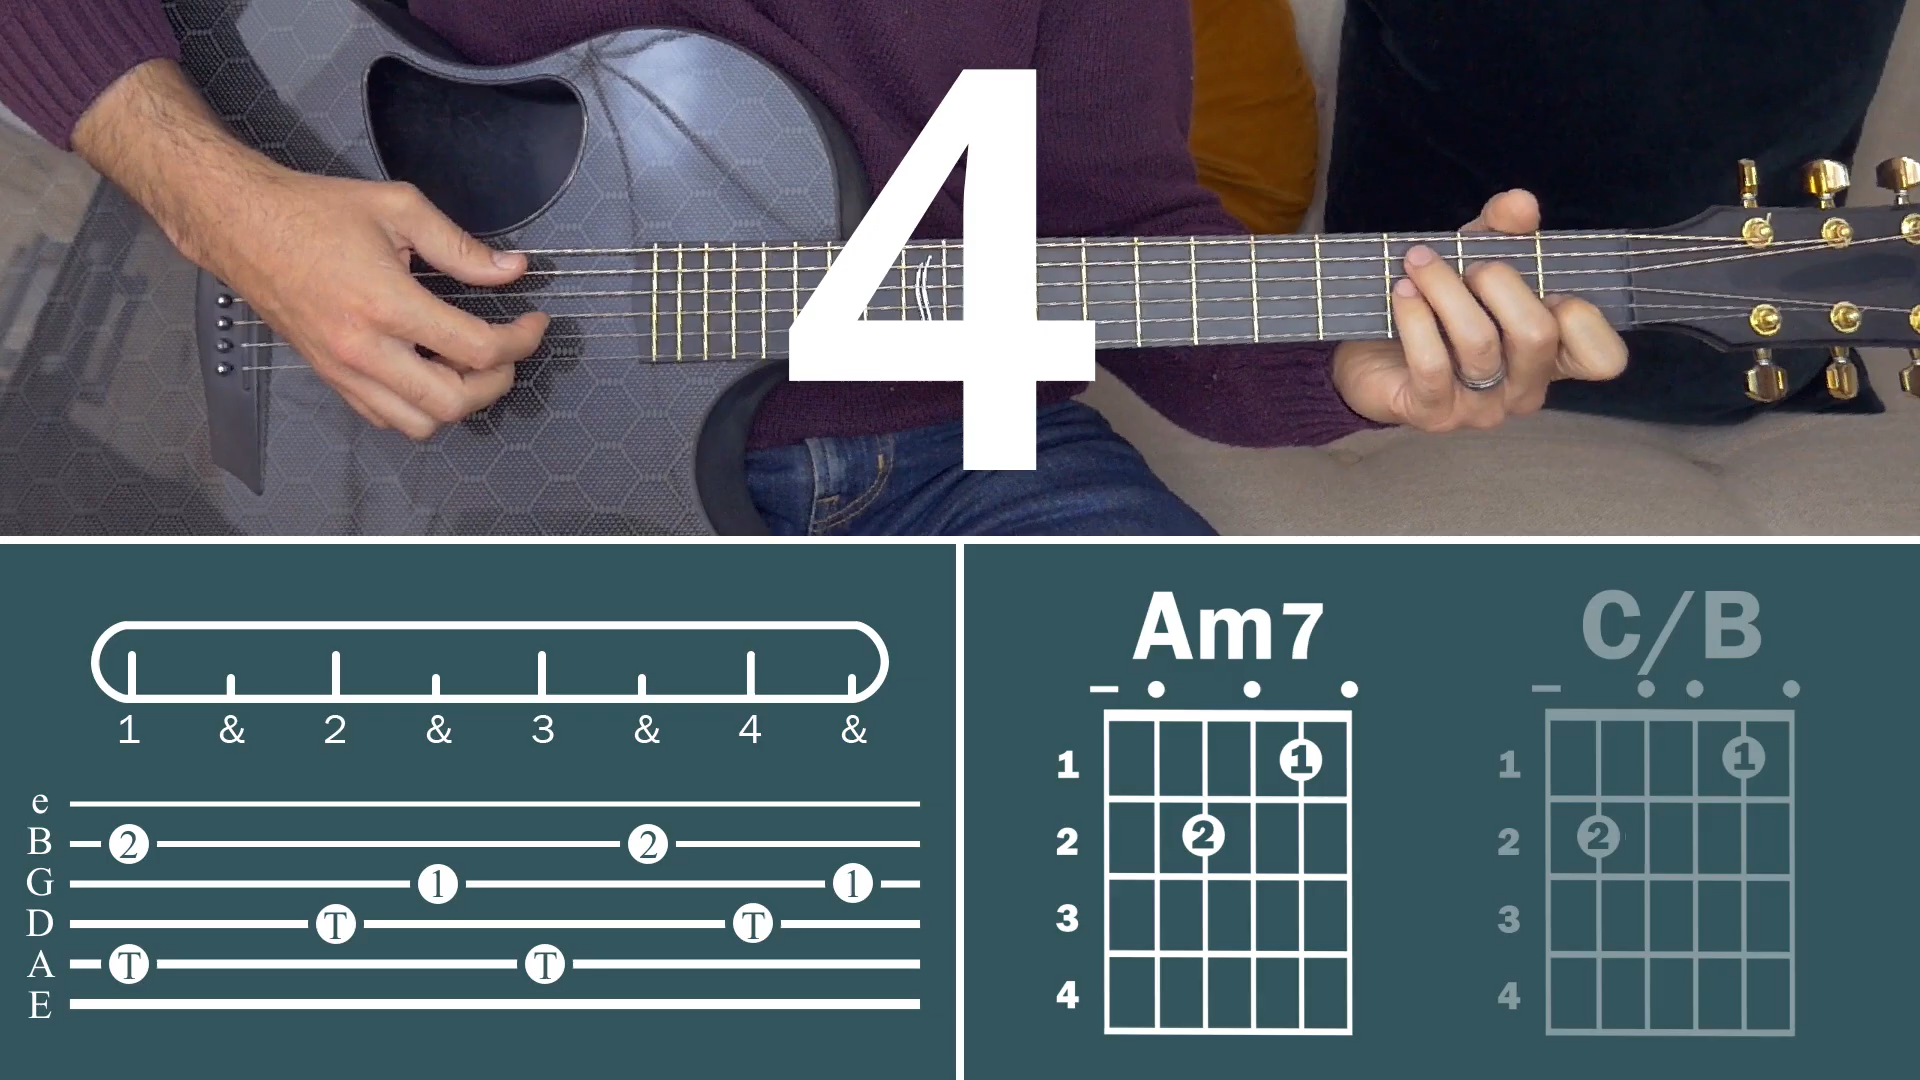 4
Am7 C/B
1 & 2 & 3 & 4 &
e
B 2 2
G 1 1
D T T
A T T
E
1 1 1 1
2 2 2 2
3 3
4 4